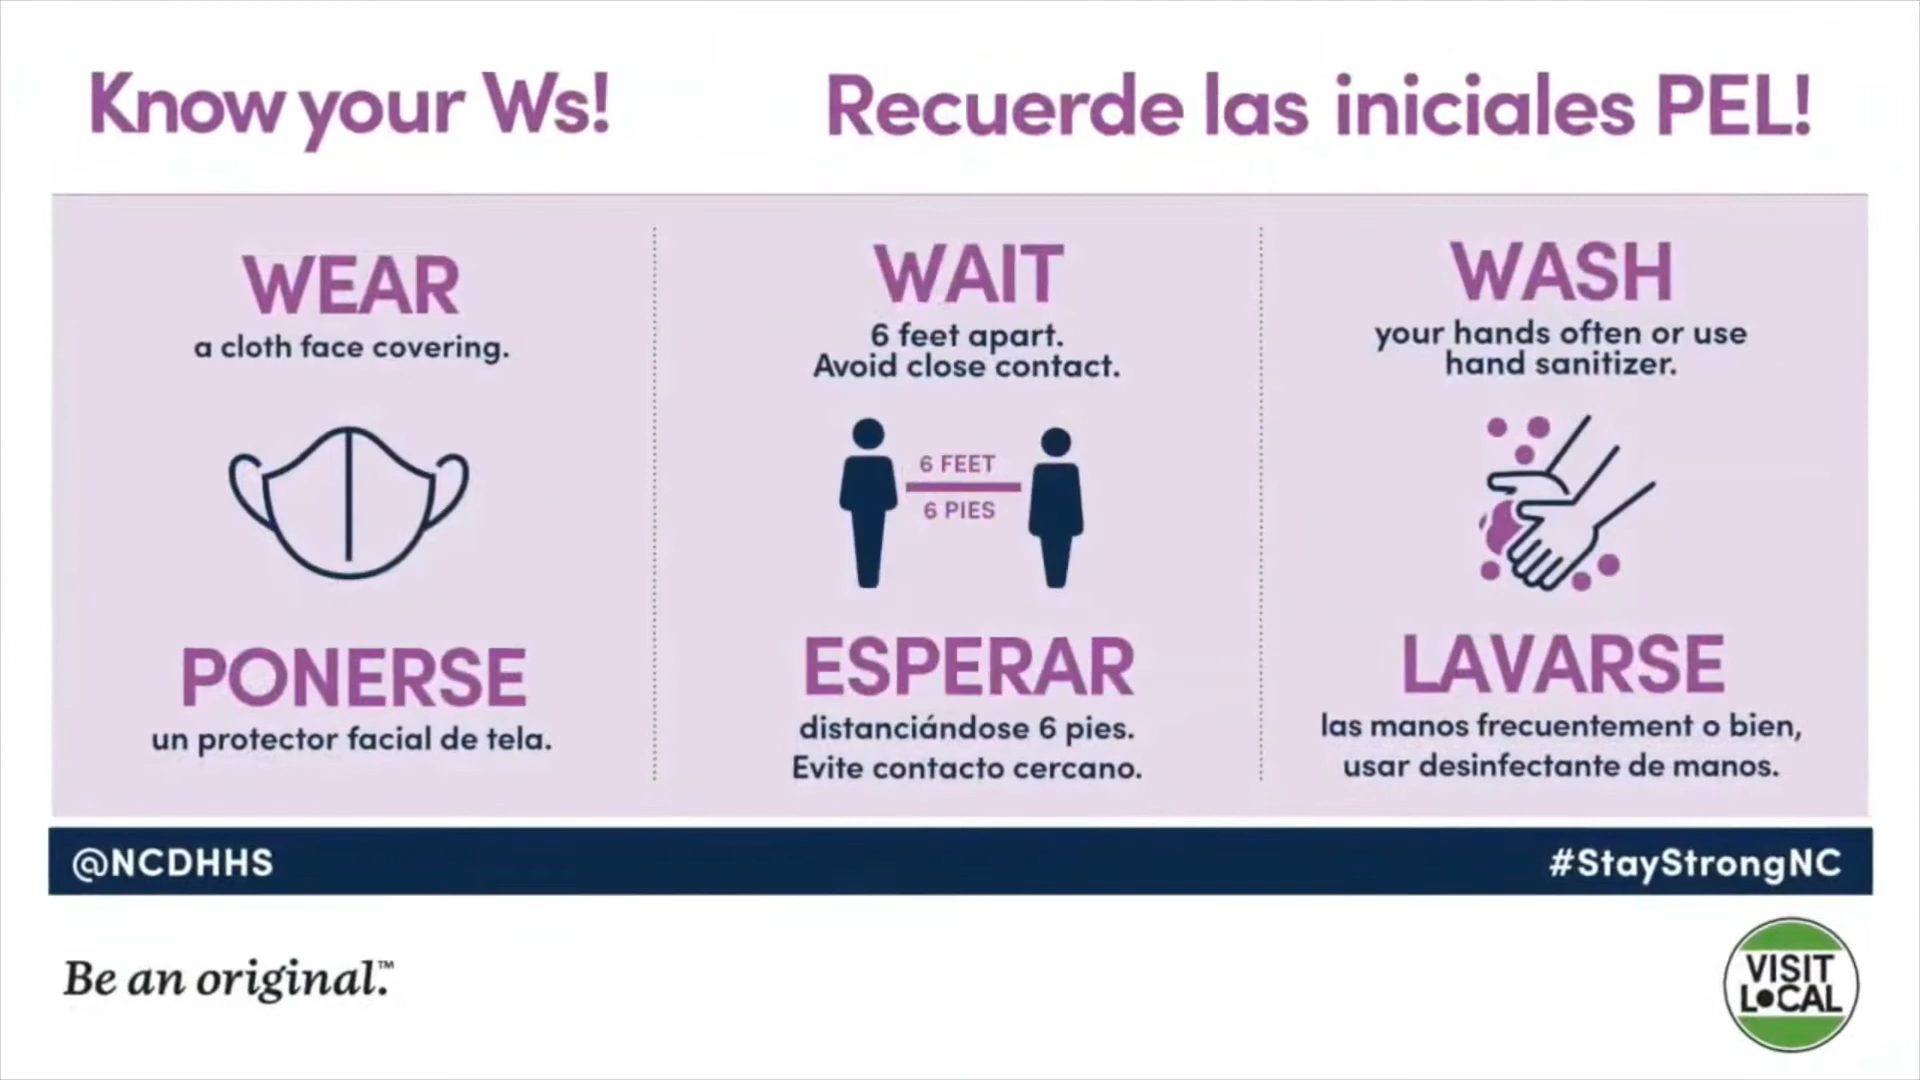 Know your Ws!
Recuerde las iniciales PEL!
WEAR
a cloth face covering.
PONERSE
un protector facial de tela.
WAIT
6 feet apart.
Avoid close contact.
6 FEET
6 PIES
ESPERAR
distanciándose 6 pies.
Evite contacto cercano.
WASH
your hands often or use
hand sanitizer.
LAVARSE
las manos frecuentemente o bien,
usar desinfectante de manos.
@NCDHHS
#StayStrongNC
Be an original.™
VISIT
LOCAL